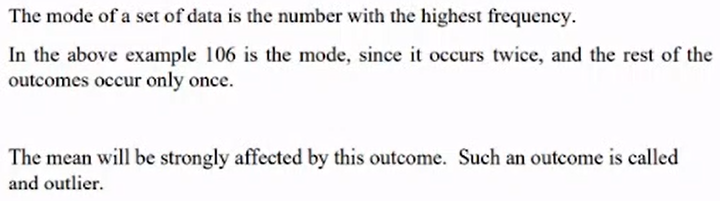 The mode of a set of data is the number with the highest frequency.
In the above example 106 is the mode, since it occurs twice, and the rest of the
outcomes occur only once.
The mean will be strongly affected by this outcome. Such an outcome is called
and outlier.